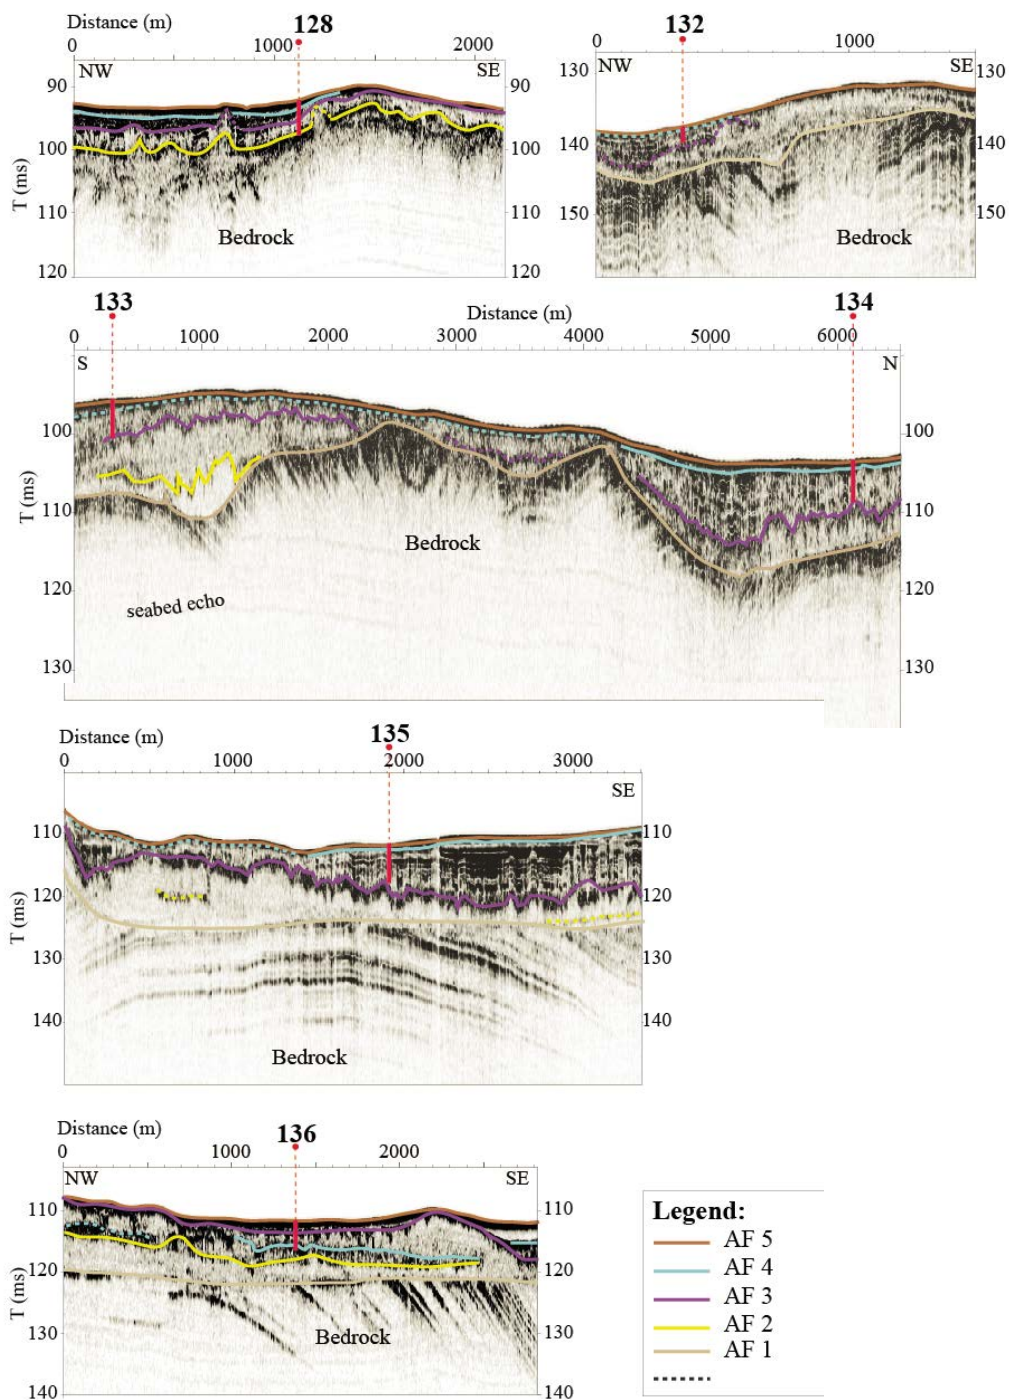 Distance (m) 128 132
0 1000 2000 0 1000
NW SE NW SE
90 90 130 130
100 100 140 140
110 110 150 150
120 120
T (ms)
Bedrock Bedrock
133 Distance (m) 134
0 1000 2000 3000 4000 5000 6000
S N
100 100
110 110
120 120
130 130
T (ms)
Bedrock
seabed echo
Distance (m) 135
0 1000 2000 3000
SE
110 110
120 120
130 130
140 140
T (ms)
Bedrock
Distance (m) 136
0 1000 2000
NW SE
110 110
120 120
130 130
140 140
T (ms)
Bedrock
Legend:
AF 5
AF 4
AF 3
AF 2
AF 1